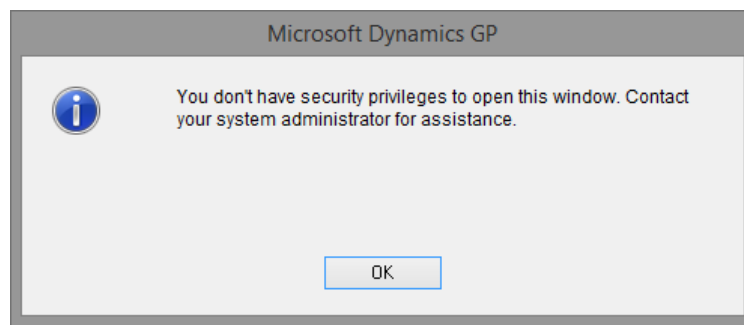 Microsoft Dynamics GP
You don't have security privileges to open this window. Contact
your system administrator for assistance.
OK